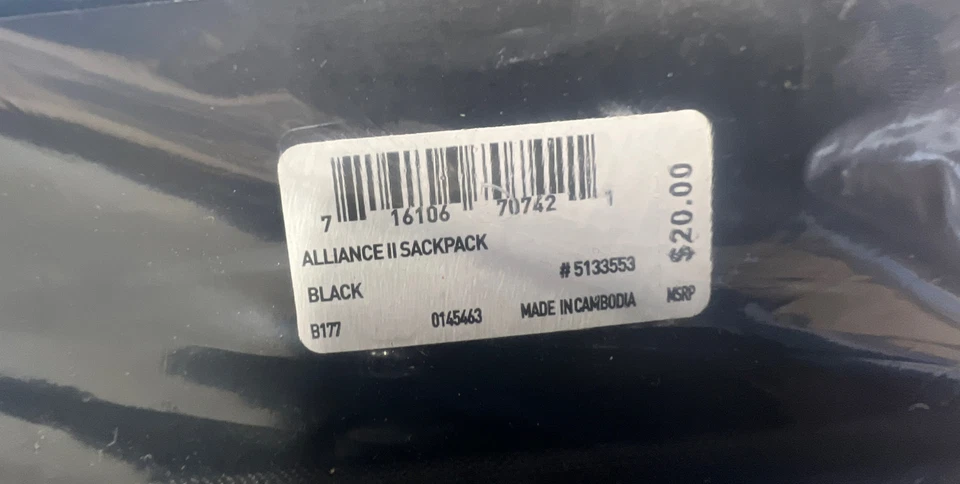 7 16106 70742 1
ALLIANCE II SACKPACK
# 5133553
BLACK
B177 0145463 MADE IN CAMBODIA
$20.00
MSRP